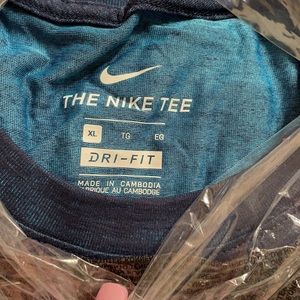 THE NIKE TEE
XL TG EG
DRI-FIT
MADE IN CAMBODIA
FABRIQUÉ AU CAMBODGE